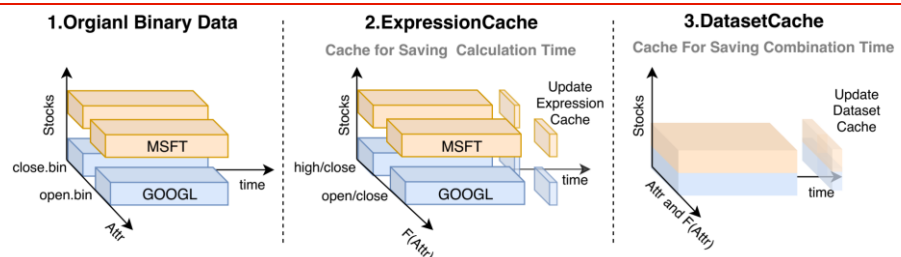 1.Orgianl Binary Data
2.ExpressionCache
Cache for Saving Calculation Time
3.DatasetCache
Cache For Saving Combination Time
Stocks
MSFT
close.bin
time
open.bin
GOOGL
Attr
Stocks
Update
Expression
Cache
MSFT
high/close
time
open/close
GOOGL
F(Attr)
Stocks
Update
Dataset
Cache
time
Attr and F(Attr)